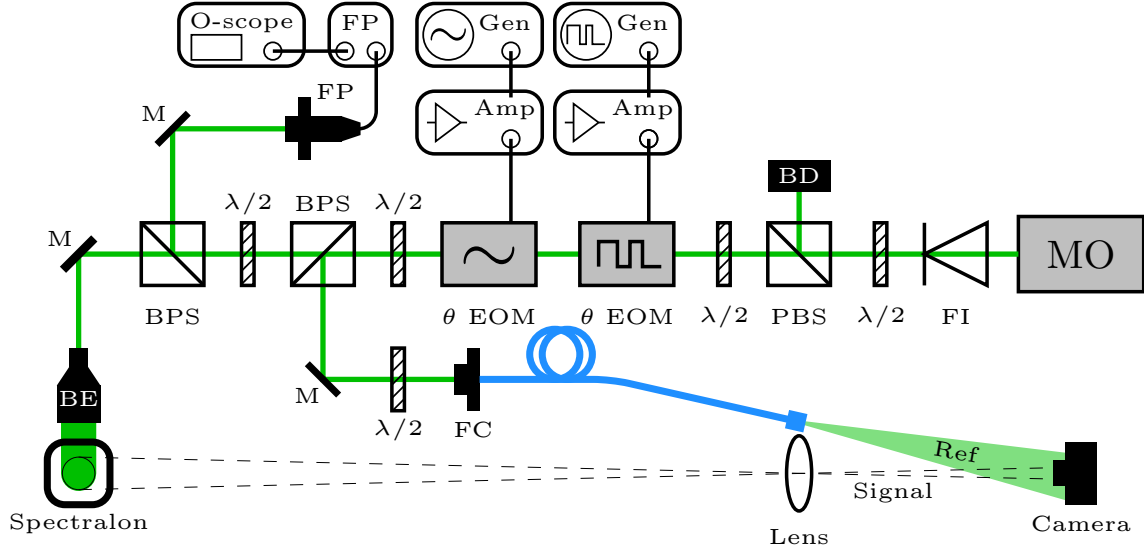 O-scope
FP
Gen
Gen
FP
Amp
Amp
M
BD
λ/2
BPS
λ/2
M
MO
BPS
θ EOM
θ EOM
λ/2
PBS
λ/2
FI
BE
M
λ/2
FC
Ref
Signal
Spectralon
Lens
Camera